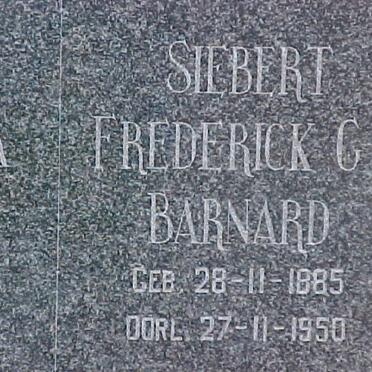 SIEBERT
FREDERICK G
BARNARD
GEB. 28-11-1885
OORL. 27-11-1950